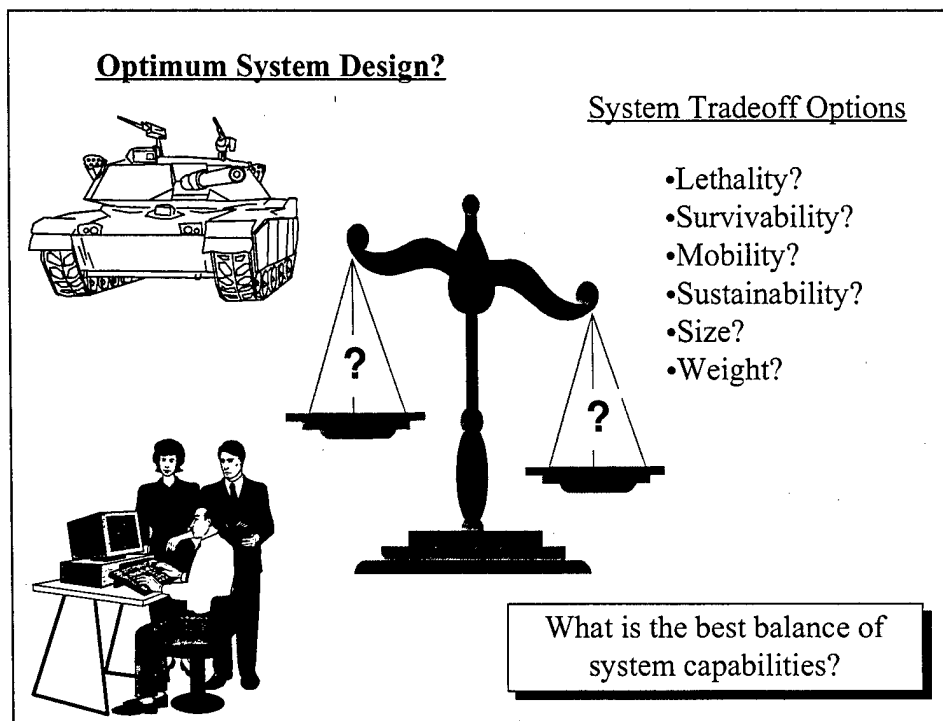 Optimum System Design?
System Tradeoff Options
•Lethality?
•Survivability?
•Mobility?
•Sustainability?
•Size?
•Weight?
?
?
What is the best balance of
system capabilities?